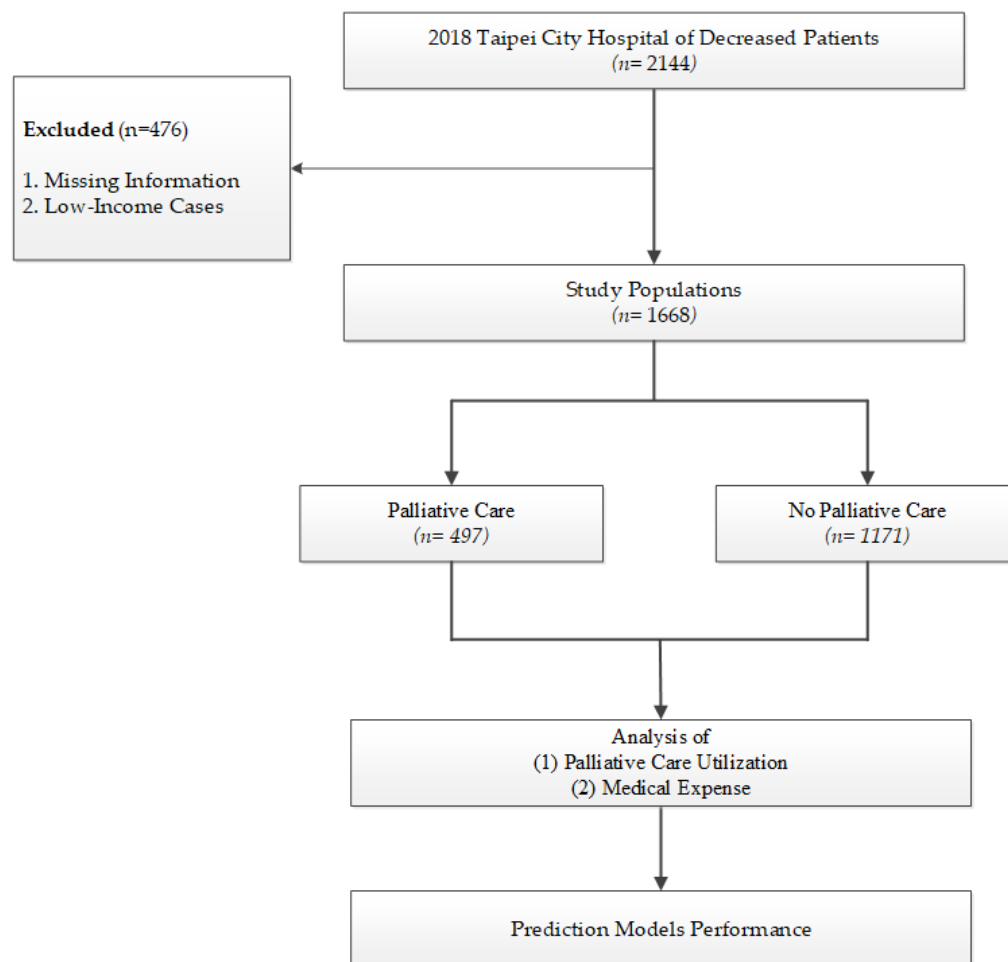 2018 Taipei City Hospital of Decreased Patients
(n= 2144)
Excluded (n=476)
1. Missing Information
2. Low-Income Cases
Study Populations
(n= 1668)
Palliative Care
(n= 497)
No Palliative Care
(n= 1171)
Analysis of
(1) Palliative Care Utilization
(2) Medical Expense
Prediction Models Performance